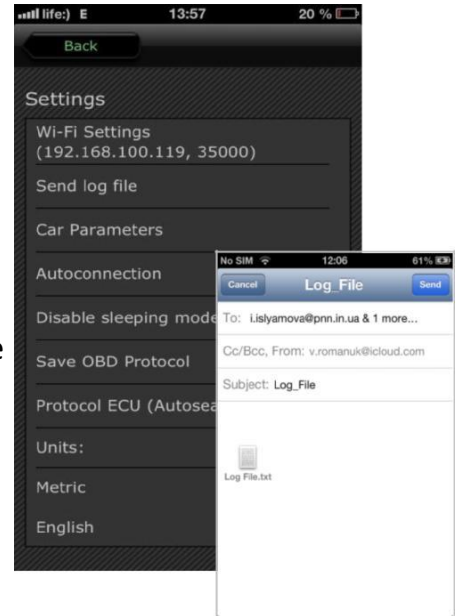 life:) E 13:57 20 %
Back
Settings
Wi-Fi Settings
(192.168.100.119, 35000)
Send log file
Car Parameters
Autoconnection
Disable sleeping mode
Save OBD Protocol
Protocol ECU (Autosea
Units:
Metric
English
e
No SIM 12:06 61%
Cancel Log_File Send
To: i.islyamova@pnn.in.ua & 1 more...
Cc/Bcc, From: v.romanuk@icloud.com
Subject: Log_File
Log File.txt